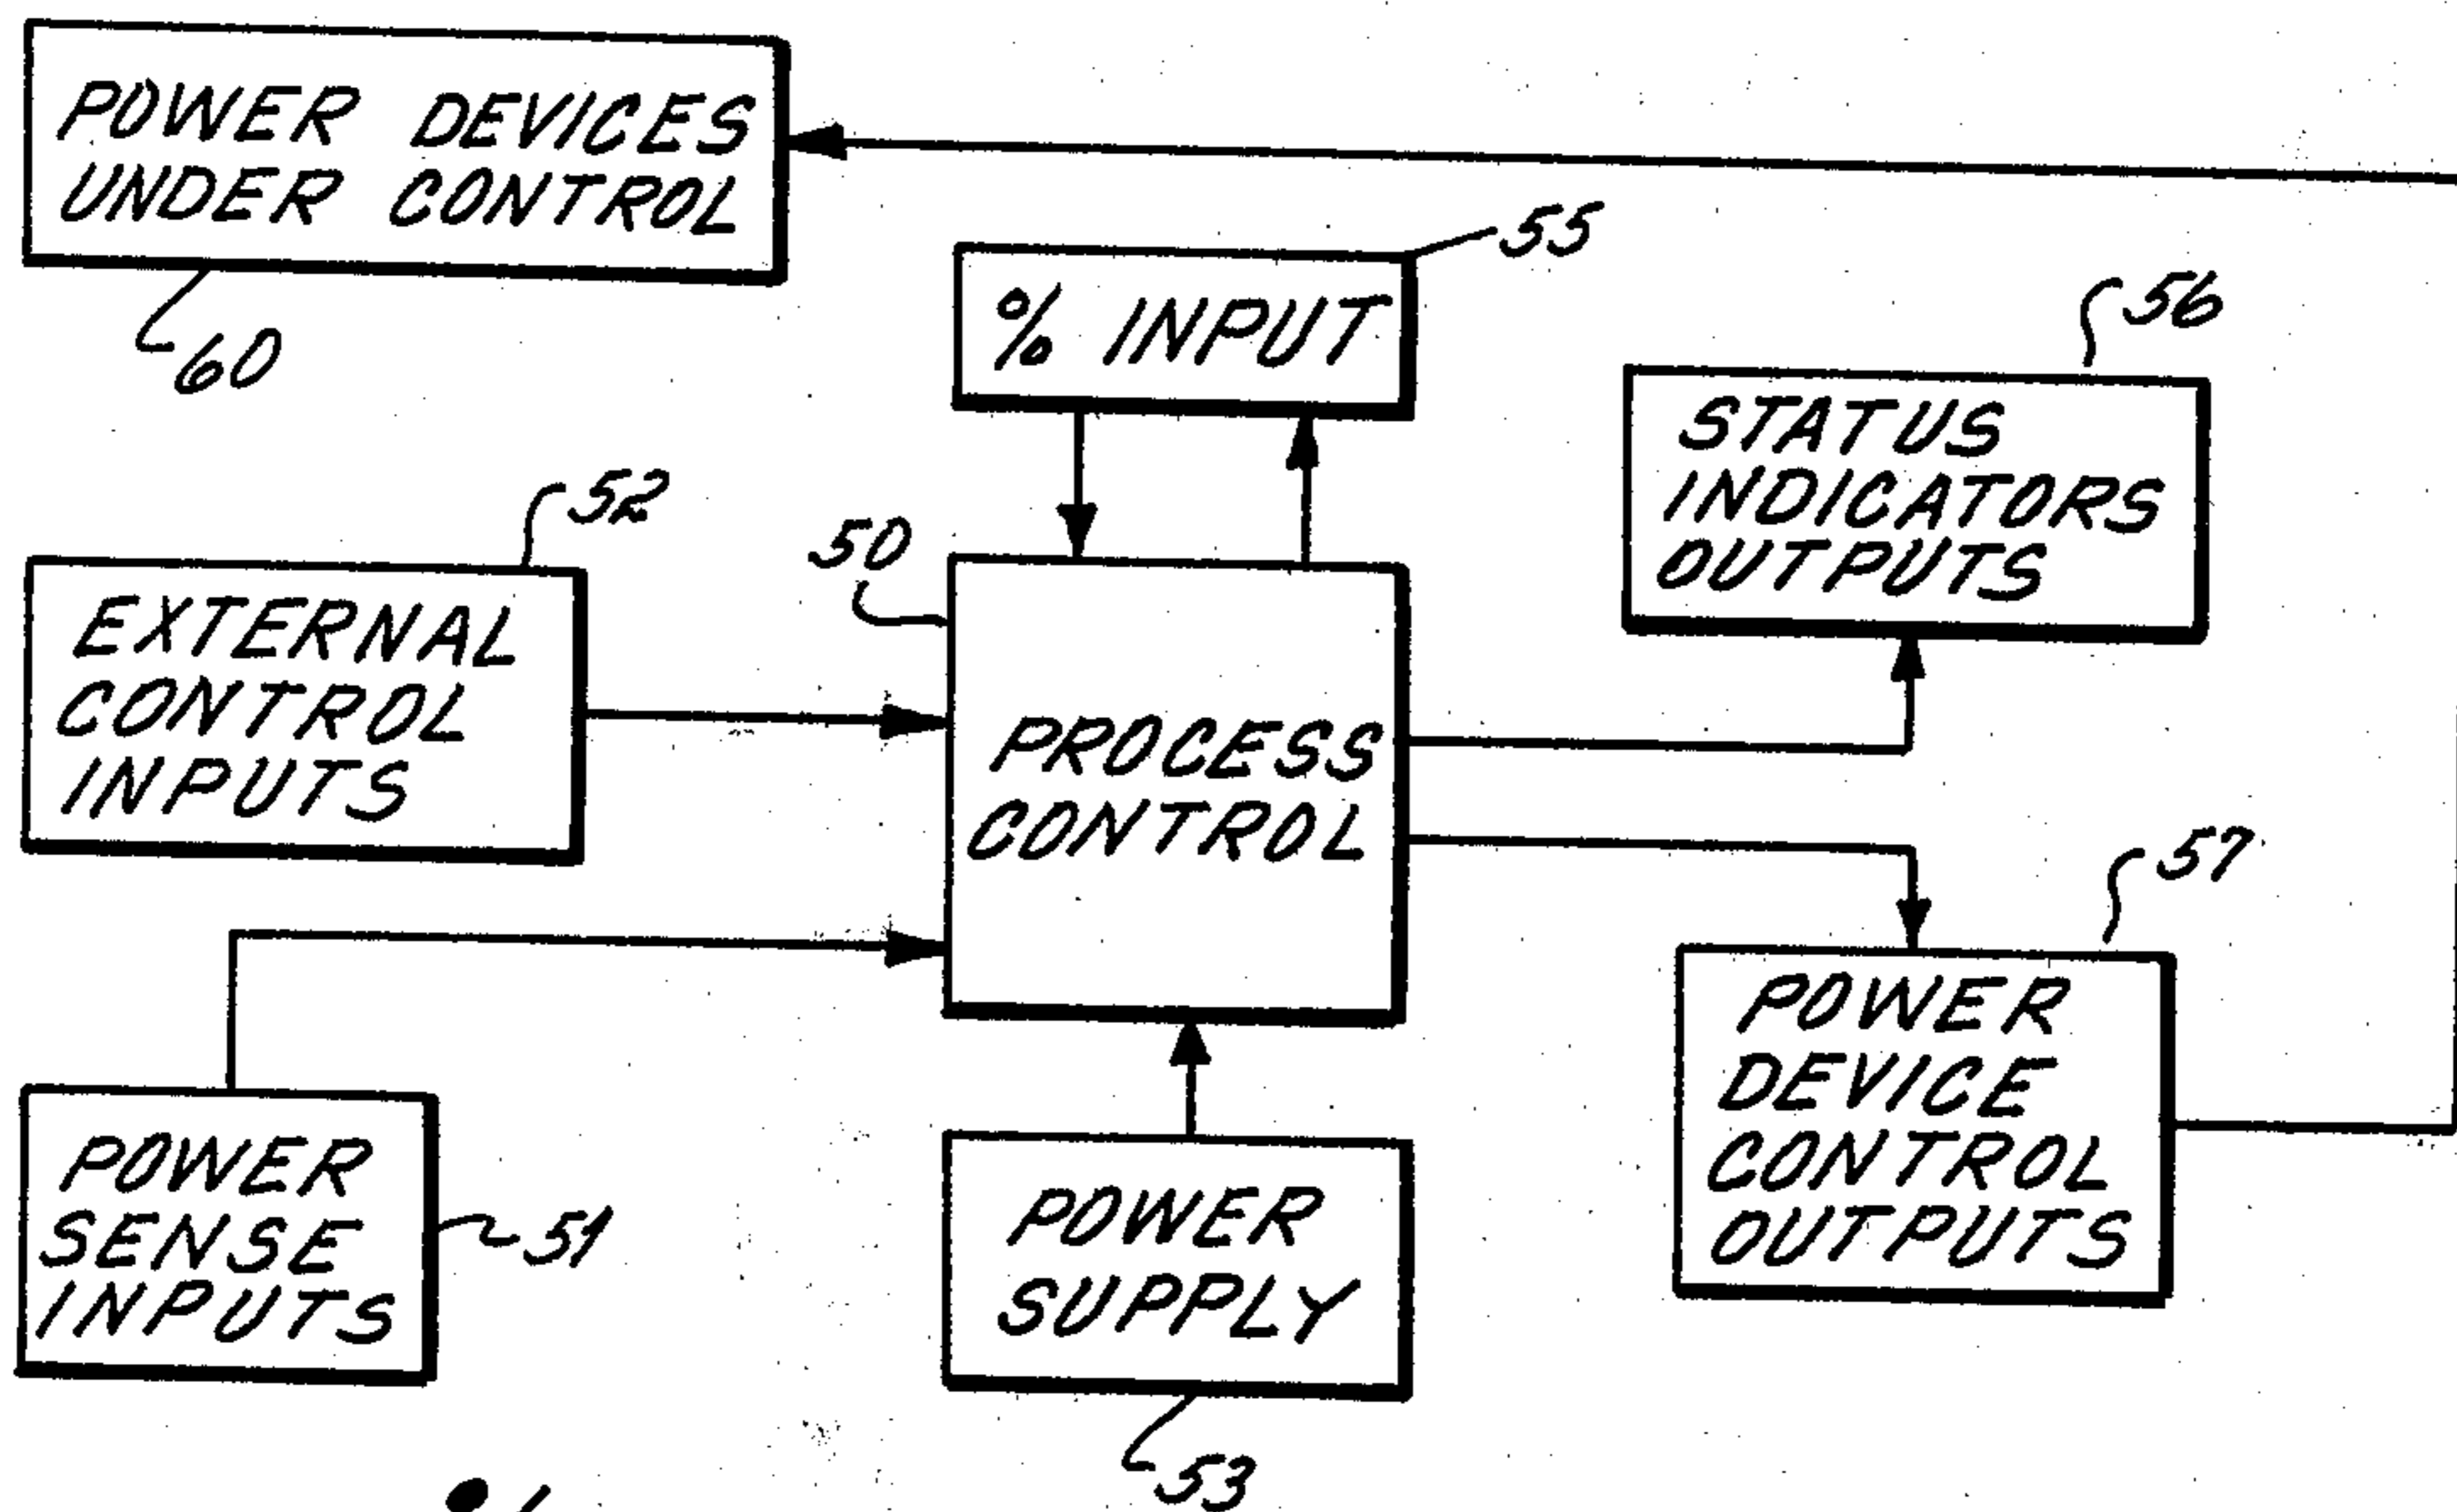 POWER DEVICES
UNDER CONTROL
60
% INPUT
55
STATUS
INDICATORS
OUTPUTS
56
EXTERNAL
CONTROL
INPUTS
52
50
PROCESS
CONTROL
POWER
DEVICE
CONTROL
OUTPUTS
57
POWER
SENSE
INPUTS
51
POWER
SUPPLY
53